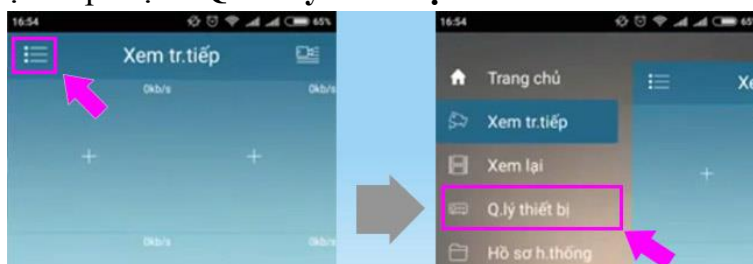 16:54
65%
Xem tr.tiếp
0kb/s
0kb/s
0kb/s
0kb/s
16:54
Trang chủ
Xem tr.tiếp
Xem lại
Q.lý thiết bị
Hồ sơ h.thống